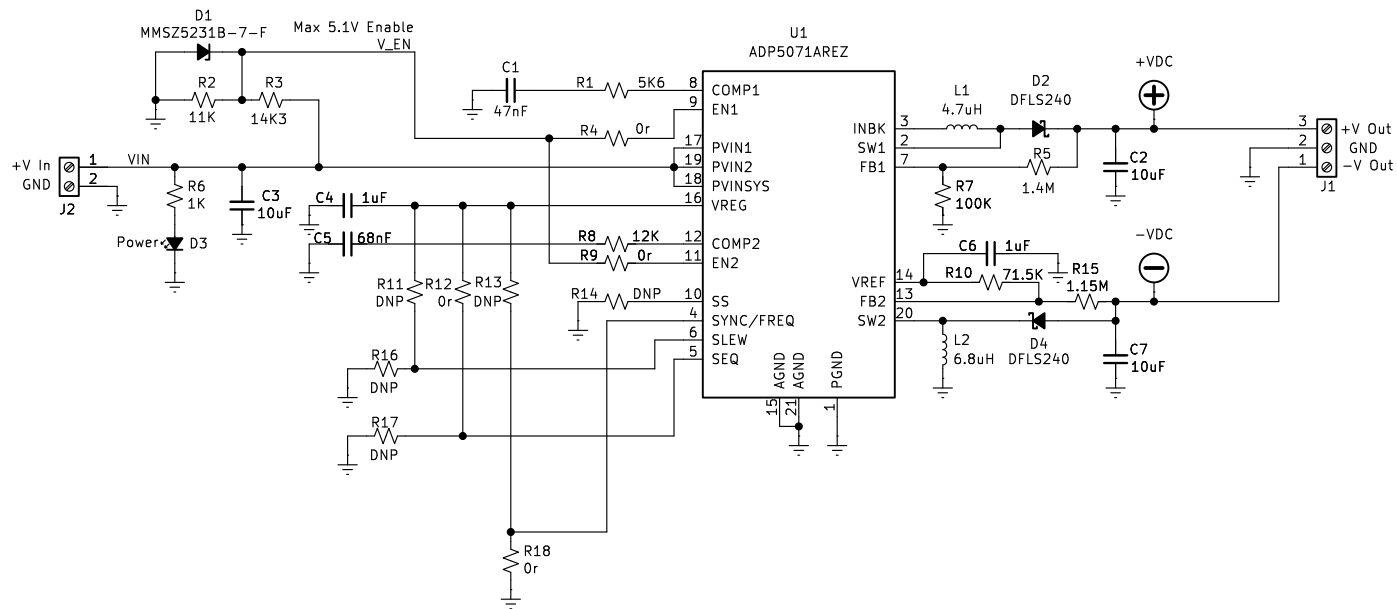 D1
MMSZ5231B-7-F
Max 5.1V Enable
V_EN
R2
11K
R3
14K3
+V In
GND
J2
1
2
VIN
R6
1K
Power
D3
C3
10uF
C1
47nF
R1
5K6
R4
0r
C4
1uF
C5
68nF
R8
12K
R9
0r
R11
DNP
R12
0r
R13
DNP
R14
DNP
R16
DNP
R17
DNP
R18
0r
U1
ADP5071AREZ
8
COMP1
9
EN1
17
PVIN1
19
PVIN2
18
PVINSYS
16
VREG
12
COMP2
11
EN2
10
SS
4
SYNC/FREQ
6
SLEW
5
SEQ
AGND
AGND
PGND
15
21
1
INBK
3
SW1
2
FB1
7
VREF
14
FB2
13
SW2
20
L1
4.7uH
D2
DFLS240
+VDC
R5
1.4M
R7
100K
C2
10uF
3
+V Out
2
GND
1
-V Out
J1
C6
1uF
-VDC
R10
71.5K
R15
1.15M
L2
6.8uH
D4
DFLS240
C7
10uF